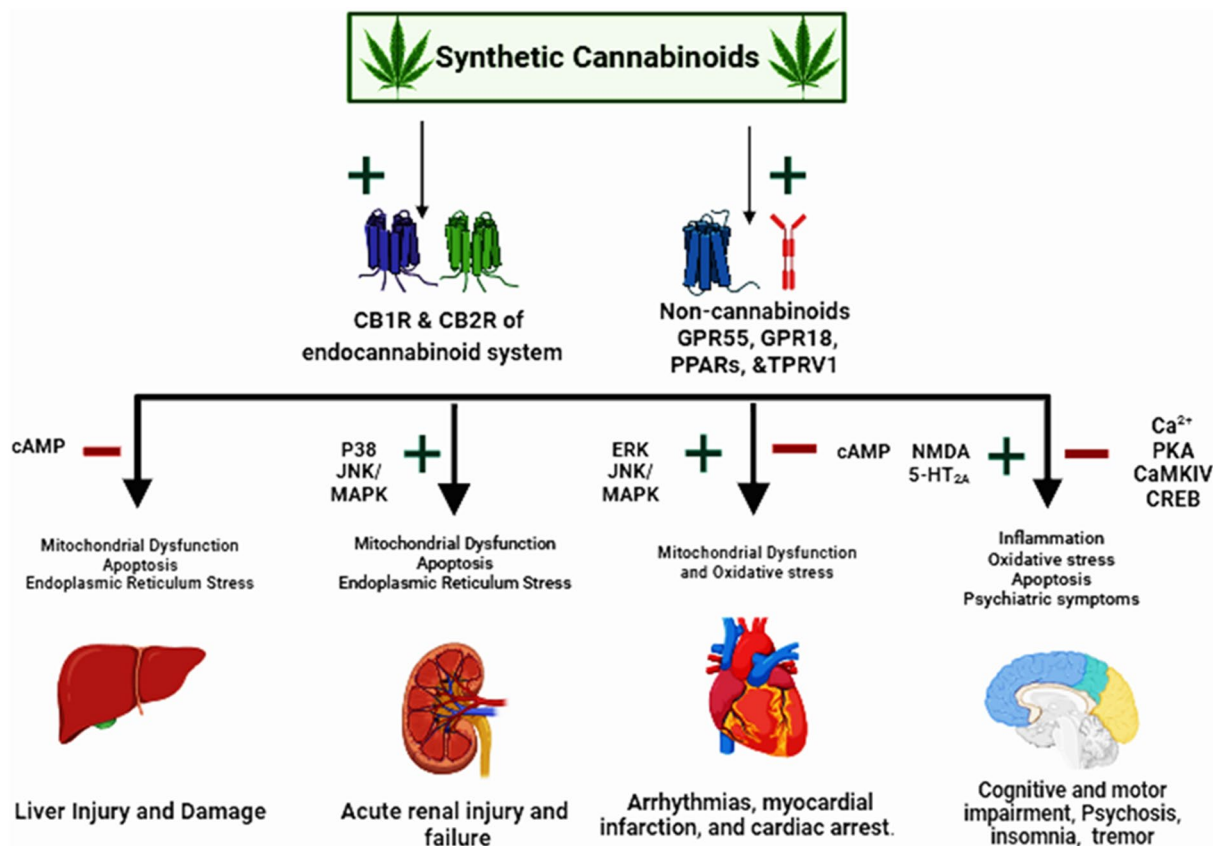 Synthetic Cannabinoids
CB1R & CB2R of
endocannabinoid system
Non-cannabinoids
GPR55, GPR18,
PPARs, &TPRV1
cAMP
P38
JNK/
MAPK
ERK
JNK/
MAPK
cAMP
NMDA
5-HT₂A
Ca²⁺
PKA
CaMKIV
CREB
Mitochondrial Dysfunction
Apoptosis
Endoplasmic Reticulum Stress
Mitochondrial Dysfunction
Apoptosis
Endoplasmic Reticulum Stress
Mitochondrial Dysfunction
and Oxidative stress
Inflammation
Oxidative stress
Apoptosis
Psychiatric symptoms
Liver Injury and Damage
Acute renal injury and
failure
Arrhythmias, myocardial
infarction, and cardiac arrest.
Cognitive and motor
impairment, Psychosis,
insomnia, tremor